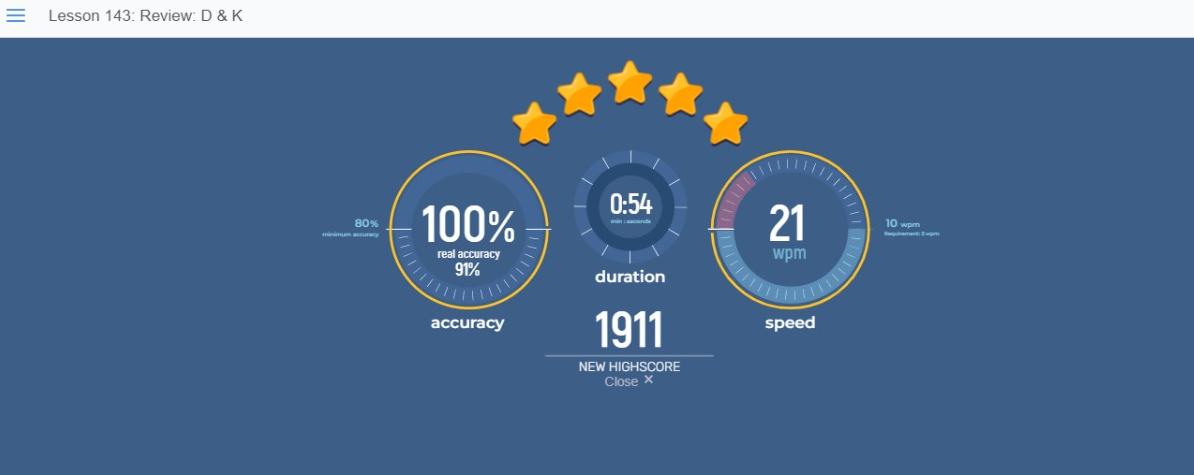 Lesson 143: Review: D & K
80%
minimum accuracy
100%
real accuracy
91%
accuracy
0:54
min : seconds
duration
21
wpm
speed
10 wpm
Requirement: 3 wpm
1911
NEW HIGHSCORE
Close ×